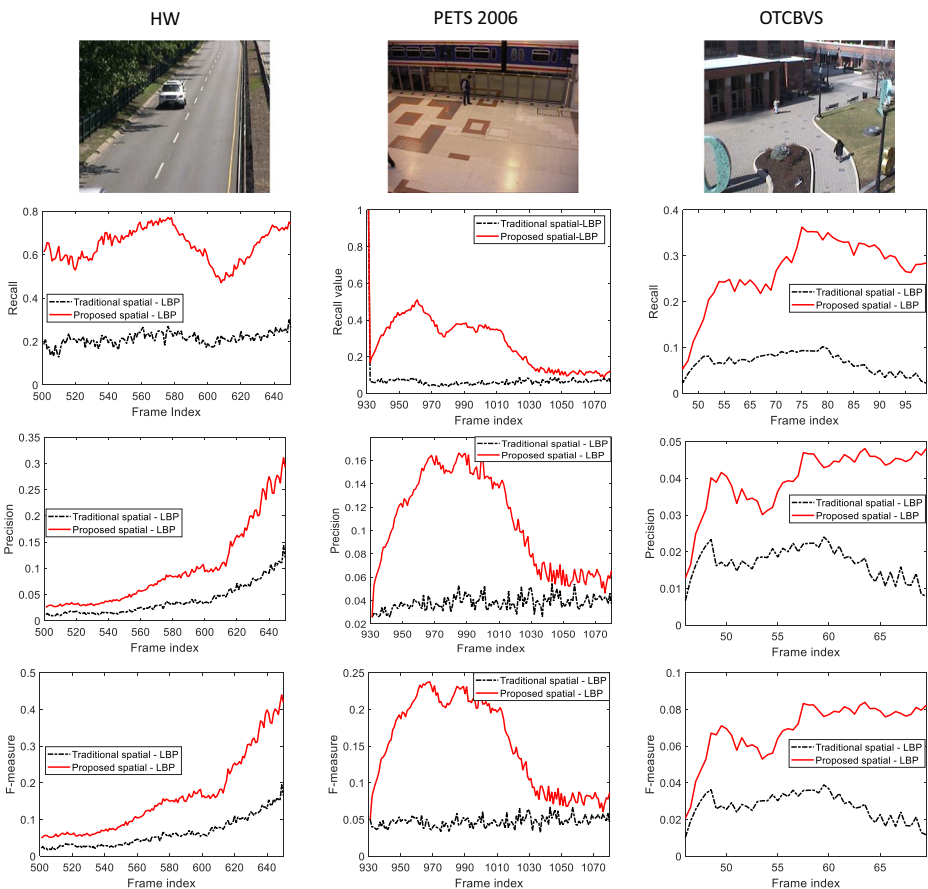 HW PETS 2006 OTCBVS
Recall
0.8
0.6
0.4
0.2
0
Traditional spatial - LBP
Proposed spatial - LBP
500 520 540 560 580 600 620 640
Frame Index
Recall value
1
0.8
0.6
0.4
0.2
0
Traditional spatial-LBP
Proposed spatial-LBP
930 950 970 990 1010 1030 1050 1070
Frame index
Recall
0.4
0.3
0.2
0.1
0
Traditional spatial - LBP
Proposed spatial - LBP
50 55 60 65 70 75 80 85 90 95
Frame index
Precision
0.35
0.3
0.25
0.2
0.15
0.1
0.05
0
Traditional spatial - LBP
Proposed spatial - LBP
500 520 540 560 580 600 620 640
Frame index
Precision
0.16
0.14
0.12
0.1
0.08
0.06
0.04
0.02
Traditional spatial - LBP
Proposed spatial - LBP
930 950 970 990 1010 1030 1050 1070
Frame index
Precision
0.05
0.04
0.03
0.02
0.01
0
Traditional spatial - LBP
Proposed spatial - LBP
50 55 60 65
Frame index
F-measure
0.5
0.4
0.3
0.2
0.1
0
Traditional spatial - LBP
Proposed spatial - LBP
500 520 540 560 580 600 620 640
Frame index
F-measure
0.25
0.2
0.15
0.1
0.05
0
Traditional spatial - LBP
Proposed spatial - LBP
930 950 970 990 1010 1030 1050 1070
Frame index
F-measure
0.1
0.08
0.06
0.04
0.02
0
Traditional spatial - LBP
Proposed spatial - LBP
50 55 60 65
Frame index